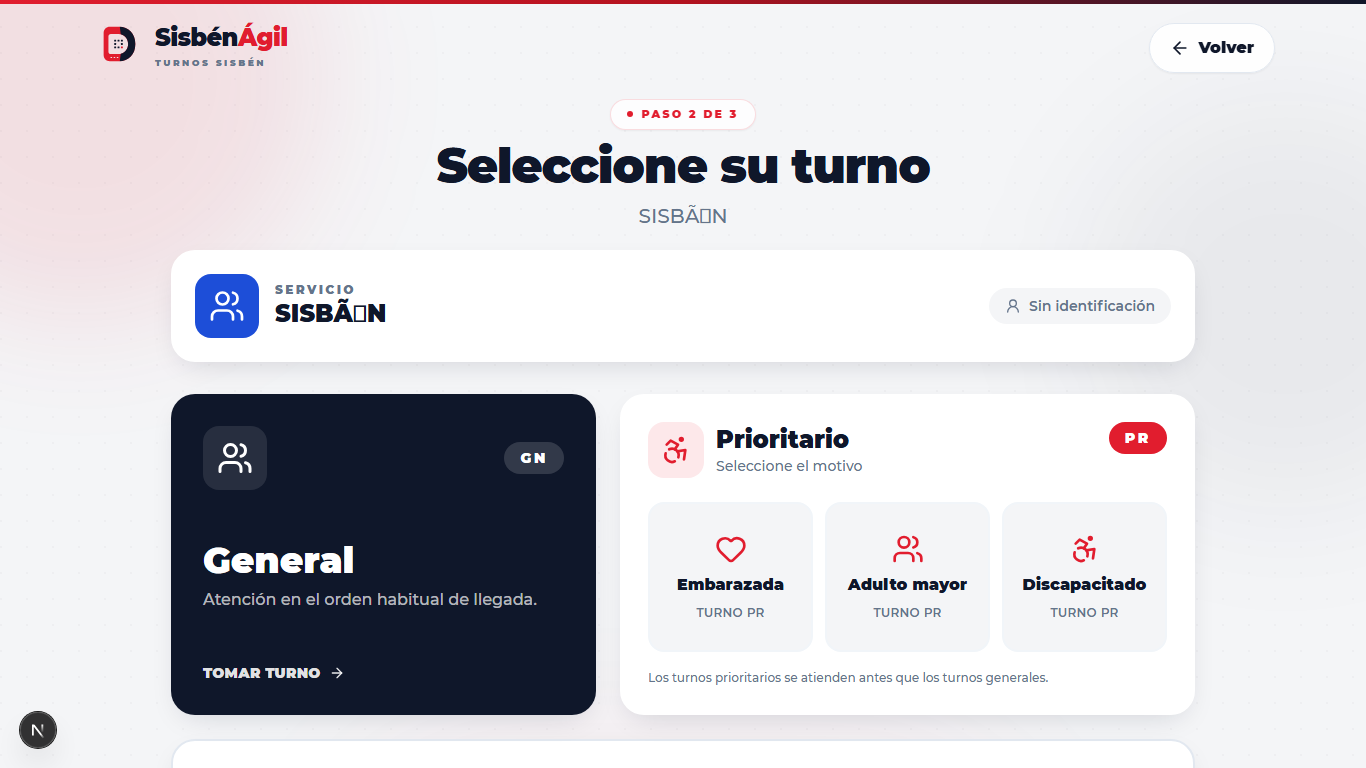 SisbénÁgil
TURNOS SISBÉN
Volver
PASO 2 DE 3
Seleccione su turno
SISBÃ□N
SERVICIO
SISBÃ□N
Sin identificación
GN
General
Atención en el orden habitual de llegada.
TOMAR TURNO →
Prioritario
Seleccione el motivo
PR
Embarazada
TURNO PR
Adulto mayor
TURNO PR
Discapacitado
TURNO PR
Los turnos prioritarios se atienden antes que los turnos generales.
N